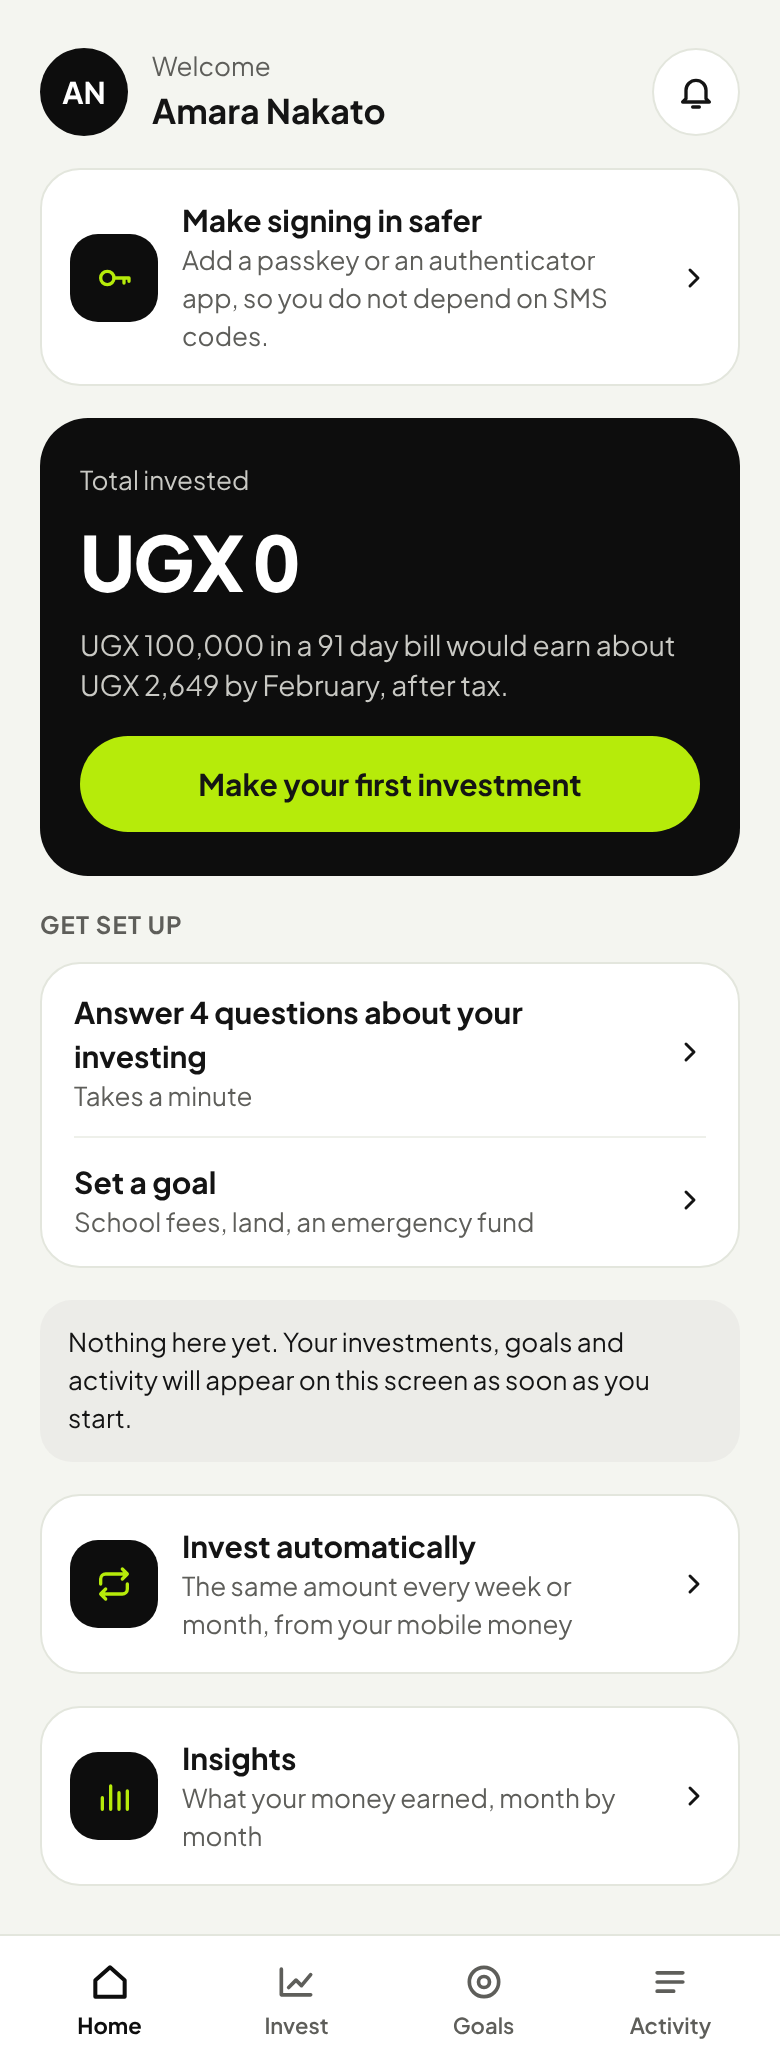 AN
Welcome
Amara Nakato
Make signing in safer
Add a passkey or an authenticator
app, so you do not depend on SMS
codes.
Total invested
UGX 0
UGX 100,000 in a 91 day bill would earn about
UGX 2,649 by February, after tax.
Make your first investment
GET SET UP
Answer 4 questions about your
investing
Takes a minute
Set a goal
School fees, land, an emergency fund
Nothing here yet. Your investments, goals and
activity will appear on this screen as soon as you
start.
Invest automatically
The same amount every week or
month, from your mobile money
Insights
What your money earned, month by
month
Home
Invest
Goals
Activity